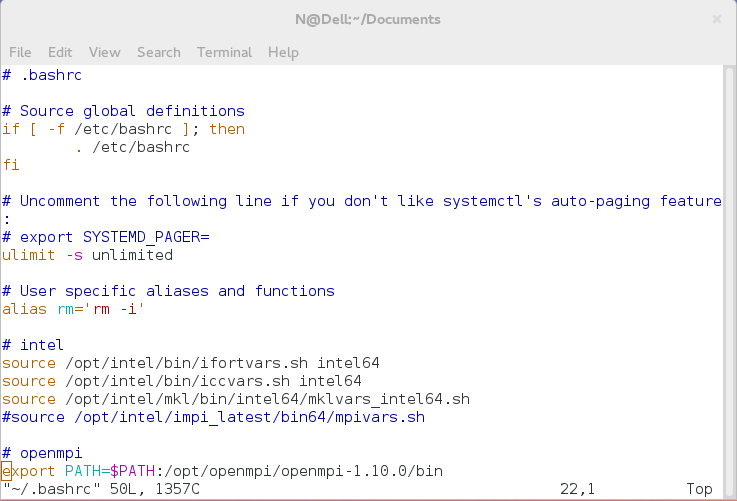 N@Dell:~/Documents
File Edit View Search Terminal Help
# .bashrc
# Source global definitions
if [ -f /etc/bashrc ]; then
. /etc/bashrc
fi
# Uncomment the following line if you don't like systemctl's auto-paging feature
:
# export SYSTEMD_PAGER=
ulimit -s unlimited
# User specific aliases and functions
alias rm='rm -i'
# intel
source /opt/intel/bin/ifortvars.sh intel64
source /opt/intel/bin/iccvars.sh intel64
source /opt/intel/mkl/bin/intel64/mklvars_intel64.sh
#source /opt/intel/impi_latest/bin64/mpivars.sh
# openmpi
export PATH=$PATH:/opt/openmpi/openmpi-1.10.0/bin
"~/.bashrc" 50L, 1357C 22,1 Top